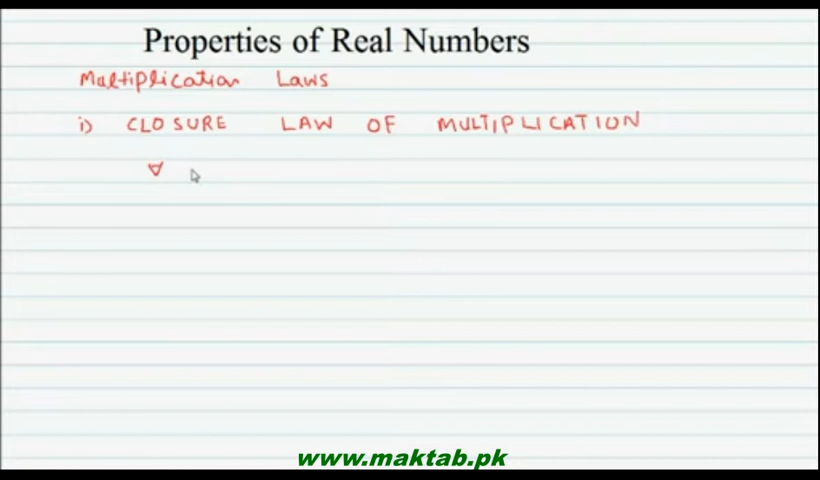 Properties of Real Numbers
Multiplication Laws
i) CLOSURE LAW OF MULTIPLICATION
∀
www.maktab.pk